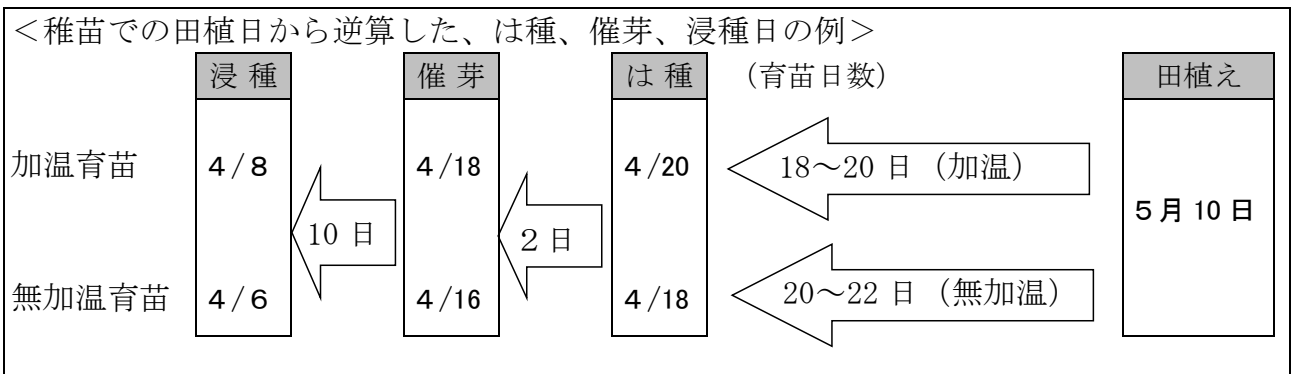 ＜稚苗での田植日から逆算した、は種、催芽、浸種日の例＞
浸 種 催 芽 は 種 （育苗日数） 田植え
加温育苗 4/8 4/18 4/20 18～20 日（加温）
10 日 2 日 5月 10 日
無加温育苗 4/6 4/16 4/18 20～22 日（無加温）